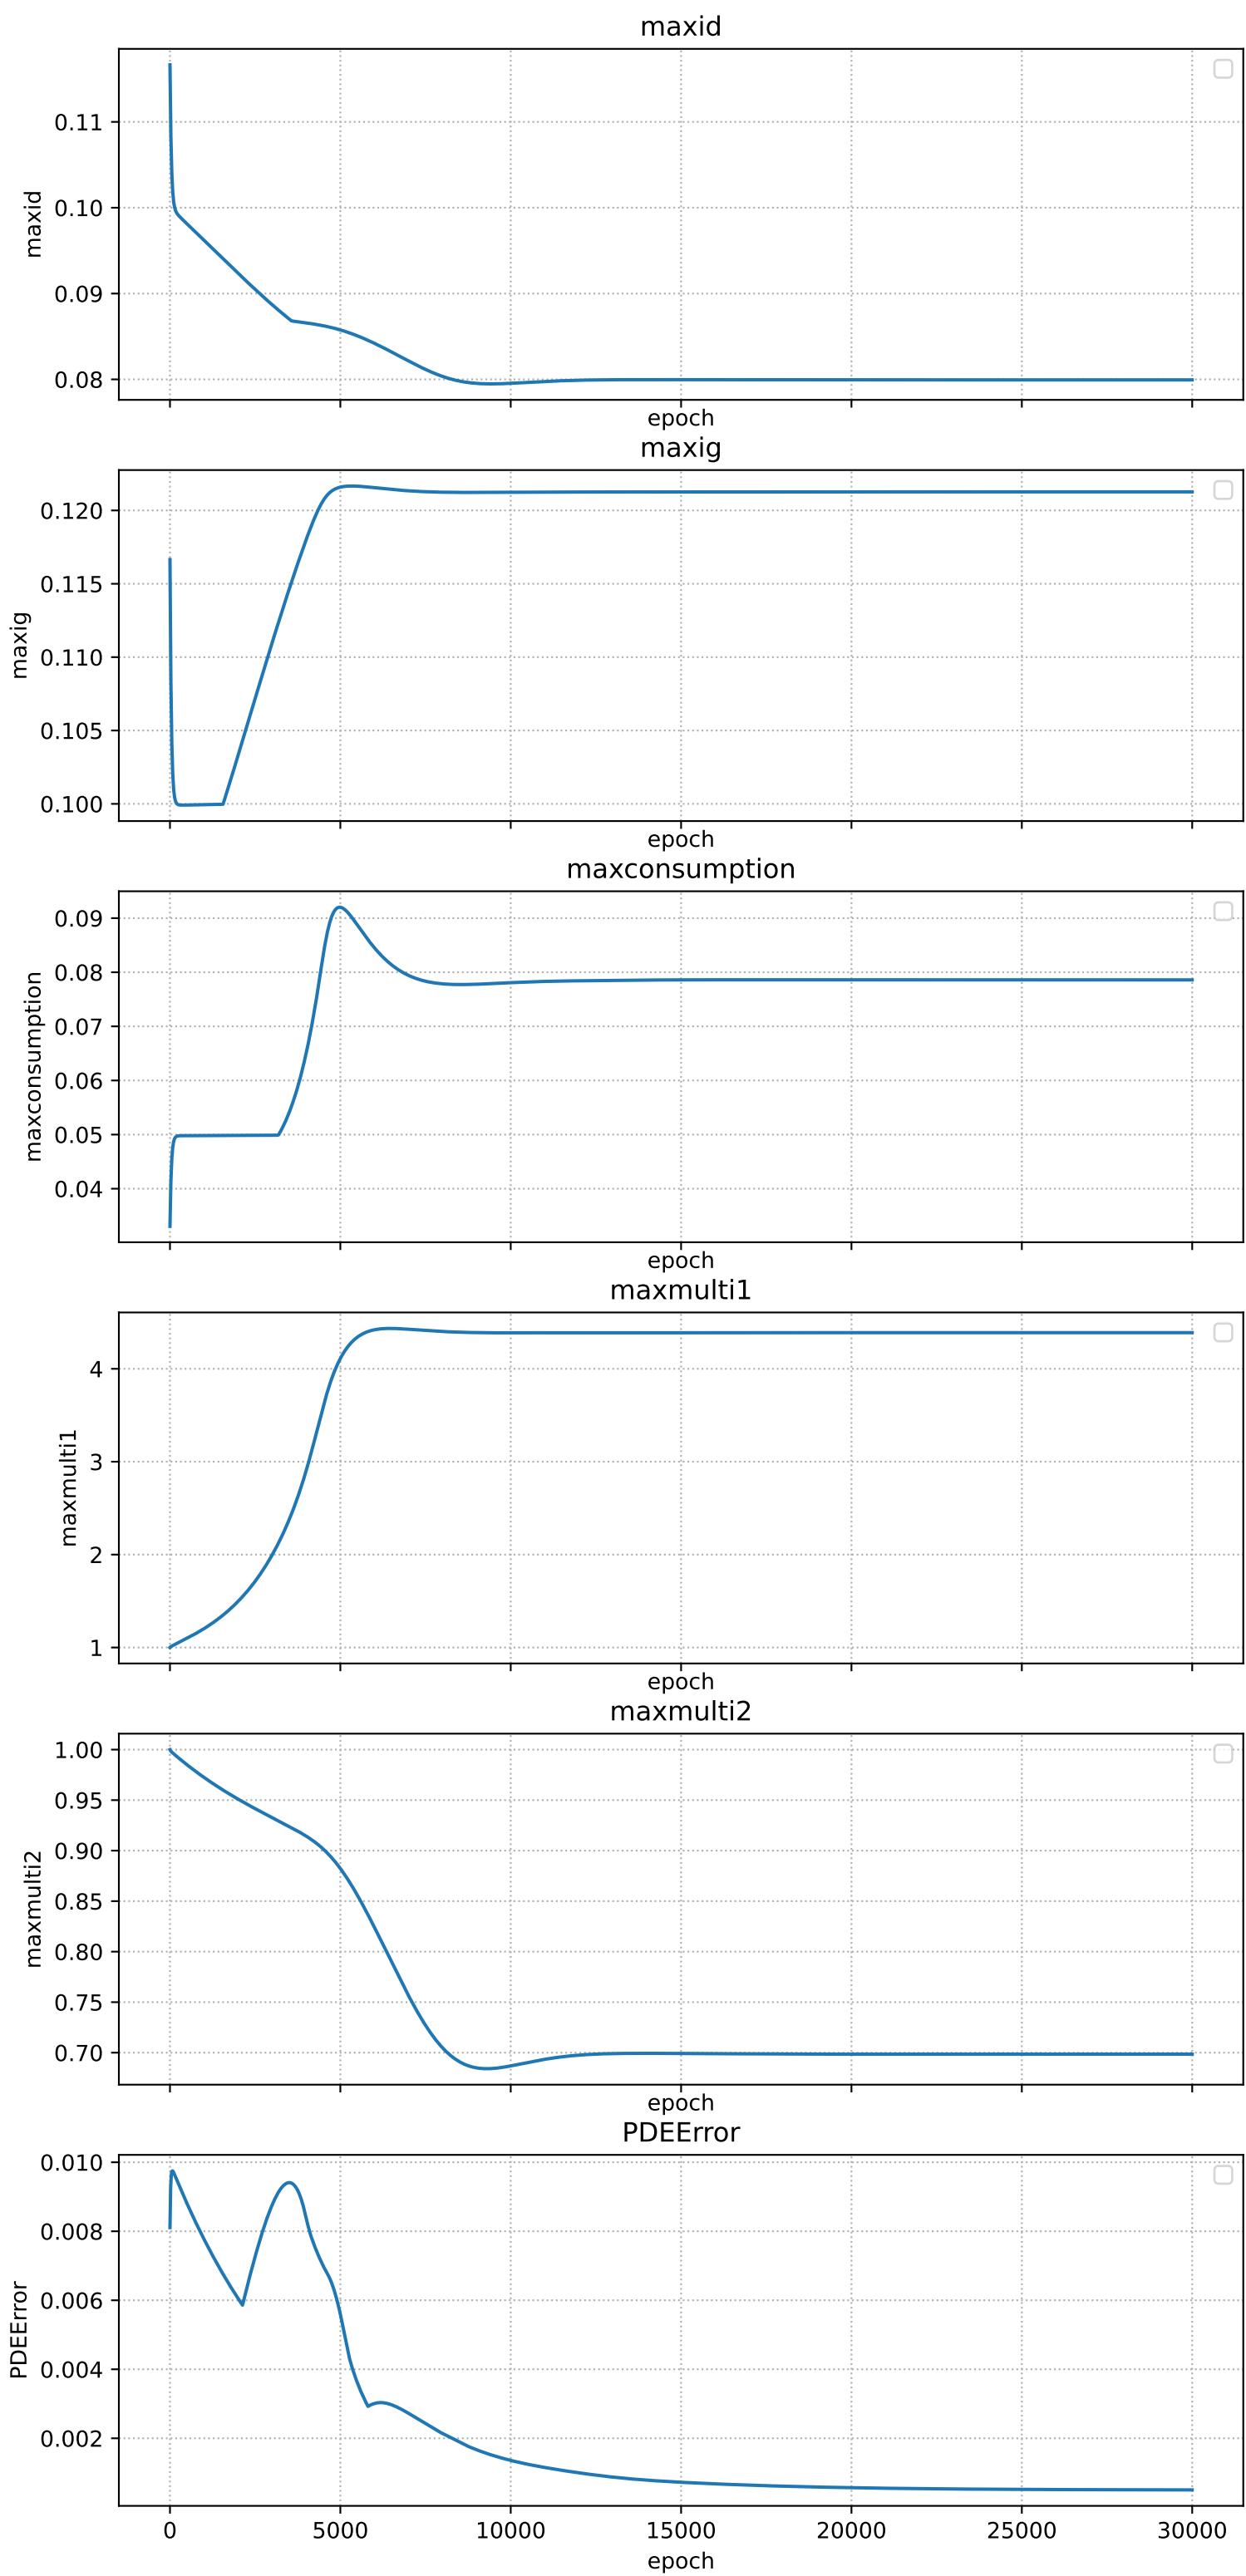 maxid
0.11
0.10
0.09
0.08
maxid
epoch
maxig
0.120
0.115
0.110
0.105
0.100
maxig
epoch
maxconsumption
0.09
0.08
0.07
0.06
0.05
0.04
maxconsumption
epoch
maxmulti1
4
3
2
1
maxmulti1
epoch
maxmulti2
1.00
0.95
0.90
0.85
0.80
0.75
0.70
maxmulti2
epoch
PDEError
0.010
0.008
0.006
0.004
0.002
PDEError
0 5000 10000 15000 20000 25000 30000
epoch